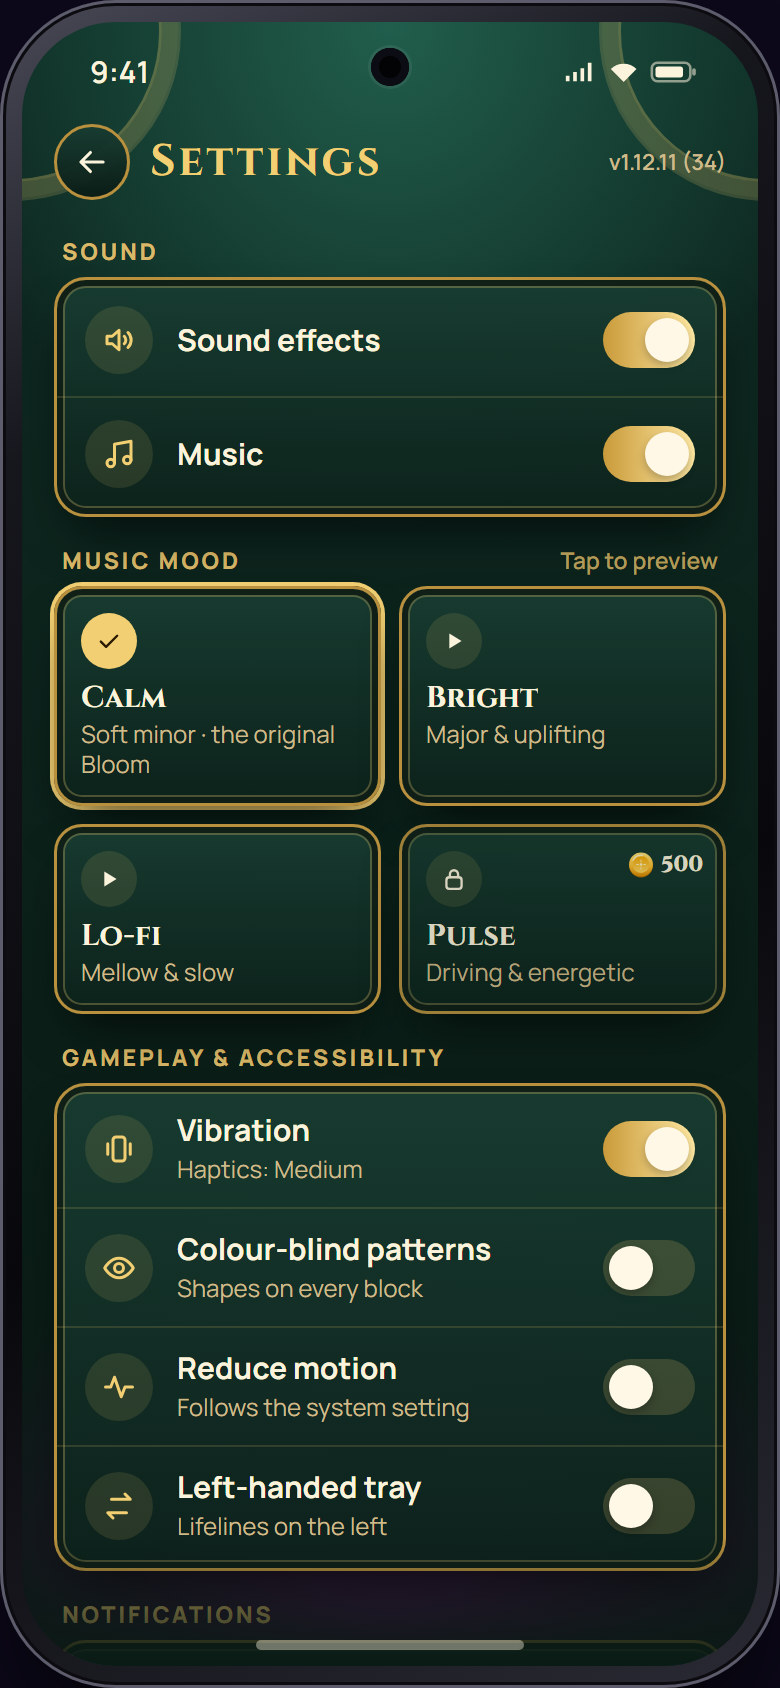 9:41
Settings
v1.12.11 (34)
SOUND
Sound effects
Music
MUSIC MOOD
Tap to preview
Calm
Soft minor · the original
Bloom
Bright
Major & uplifting
Lo-fi
Mellow & slow
500
Pulse
Driving & energetic
GAMEPLAY & ACCESSIBILITY
Vibration
Haptics: Medium
Colour-blind patterns
Shapes on every block
Reduce motion
Follows the system setting
Left-handed tray
Lifelines on the left
NOTIFICATIONS